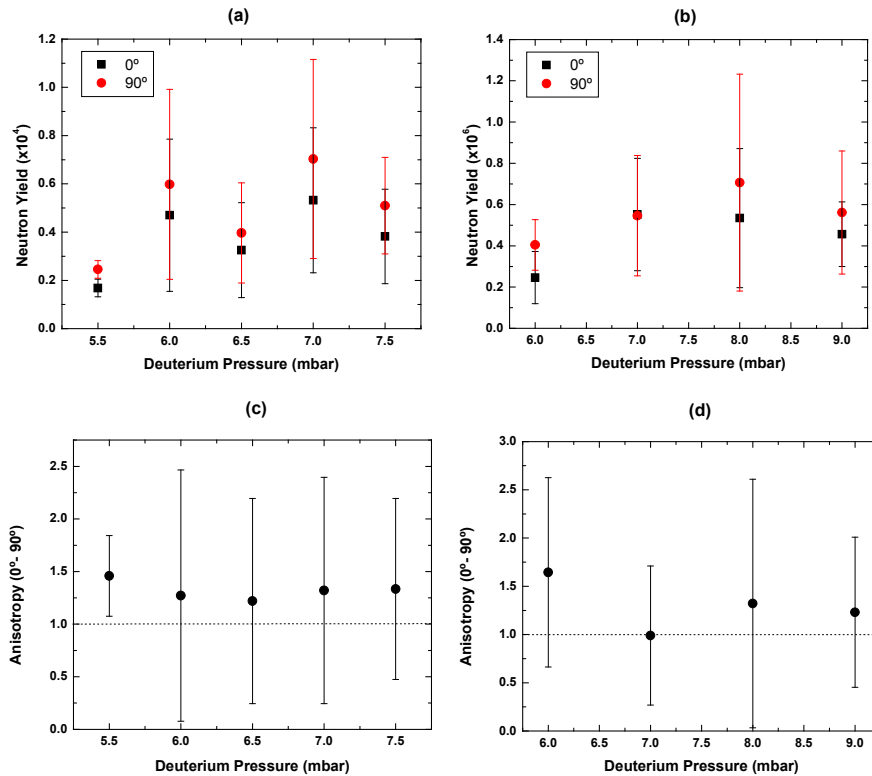 (a)
1.2
1.0
0.8
0.6
0.4
0.2
0.0
Neutron Yield (x10⁴)
0º
90º
5.5 6.0 6.5 7.0 7.5
Deuterium Pressure (mbar)
(b)
1.4
1.2
1.0
0.8
0.6
0.4
0.2
0.0
Neutron Yield (x10⁶)
0º
90º
6.0 6.5 7.0 7.5 8.0 8.5 9.0
Deuterium Pressure (mbar)
(c)
2.5
2.0
1.5
1.0
0.5
0.0
Anisotropy (0º- 90º)
5.5 6.0 6.5 7.0 7.5
Deuterium Pressure (mbar)
(d)
3.0
2.5
2.0
1.5
1.0
0.5
0.0
Anisotropy (0º- 90º)
6.0 6.5 7.0 7.5 8.0 8.5 9.0
Deuterium Pressure (mbar)